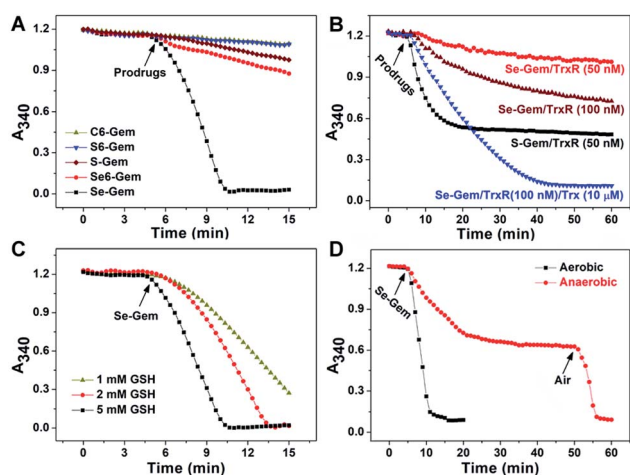 A
1.2
0.9
0.6
0.3
0.0
A340
Prodrugs
C6-Gem
S6-Gem
S-Gem
Se6-Gem
Se-Gem
0 3 6 9 12 15
Time (min)
B
1.2
0.9
0.6
0.3
0.0
A340
Prodrugs
Se-Gem/TrxR (50 nM)
Se-Gem/TrxR (100 nM)
S-Gem/TrxR (50 nM)
Se-Gem/TrxR(100 nM)/Trx (10 μM)
0 10 20 30 40 50 60
Time (min)
C
1.2
0.9
0.6
0.3
0.0
A340
Se-Gem
1 mM GSH
2 mM GSH
5 mM GSH
0 3 6 9 12 15
Time (min)
D
1.2
0.9
0.6
0.3
0.0
A340
Se-Gem
Aerobic
Anaerobic
Air
0 10 20 30 40 50 60
Time (min)